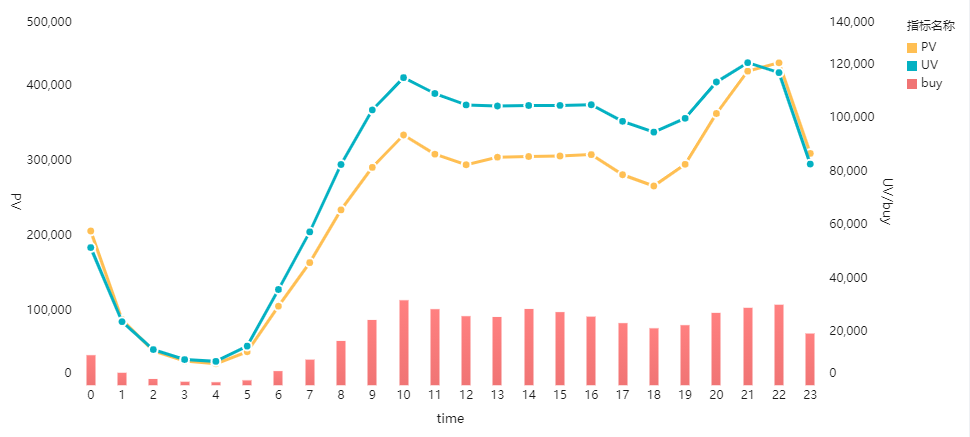 500,000
400,000
300,000
200,000
100,000
0
PV
140,000
120,000
100,000
80,000
60,000
40,000
20,000
0
UV/buy
指标名称
PV
UV
buy
0 1 2 3 4 5 6 7 8 9 10 11 12 13 14 15 16 17 18 19 20 21 22 23
time